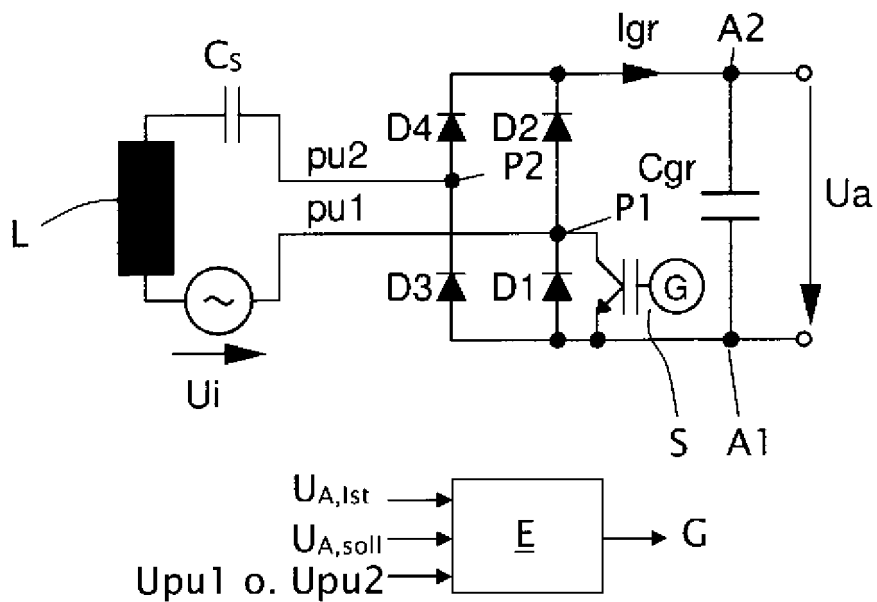 Igr A2
Cs
D4 D2
pu2 P2 Cgr
Ua
pu1 P1
L
D3 D1 G
~
Ui
S A1
UA,Ist
UA,soll E G
Upu1 o. Upu2